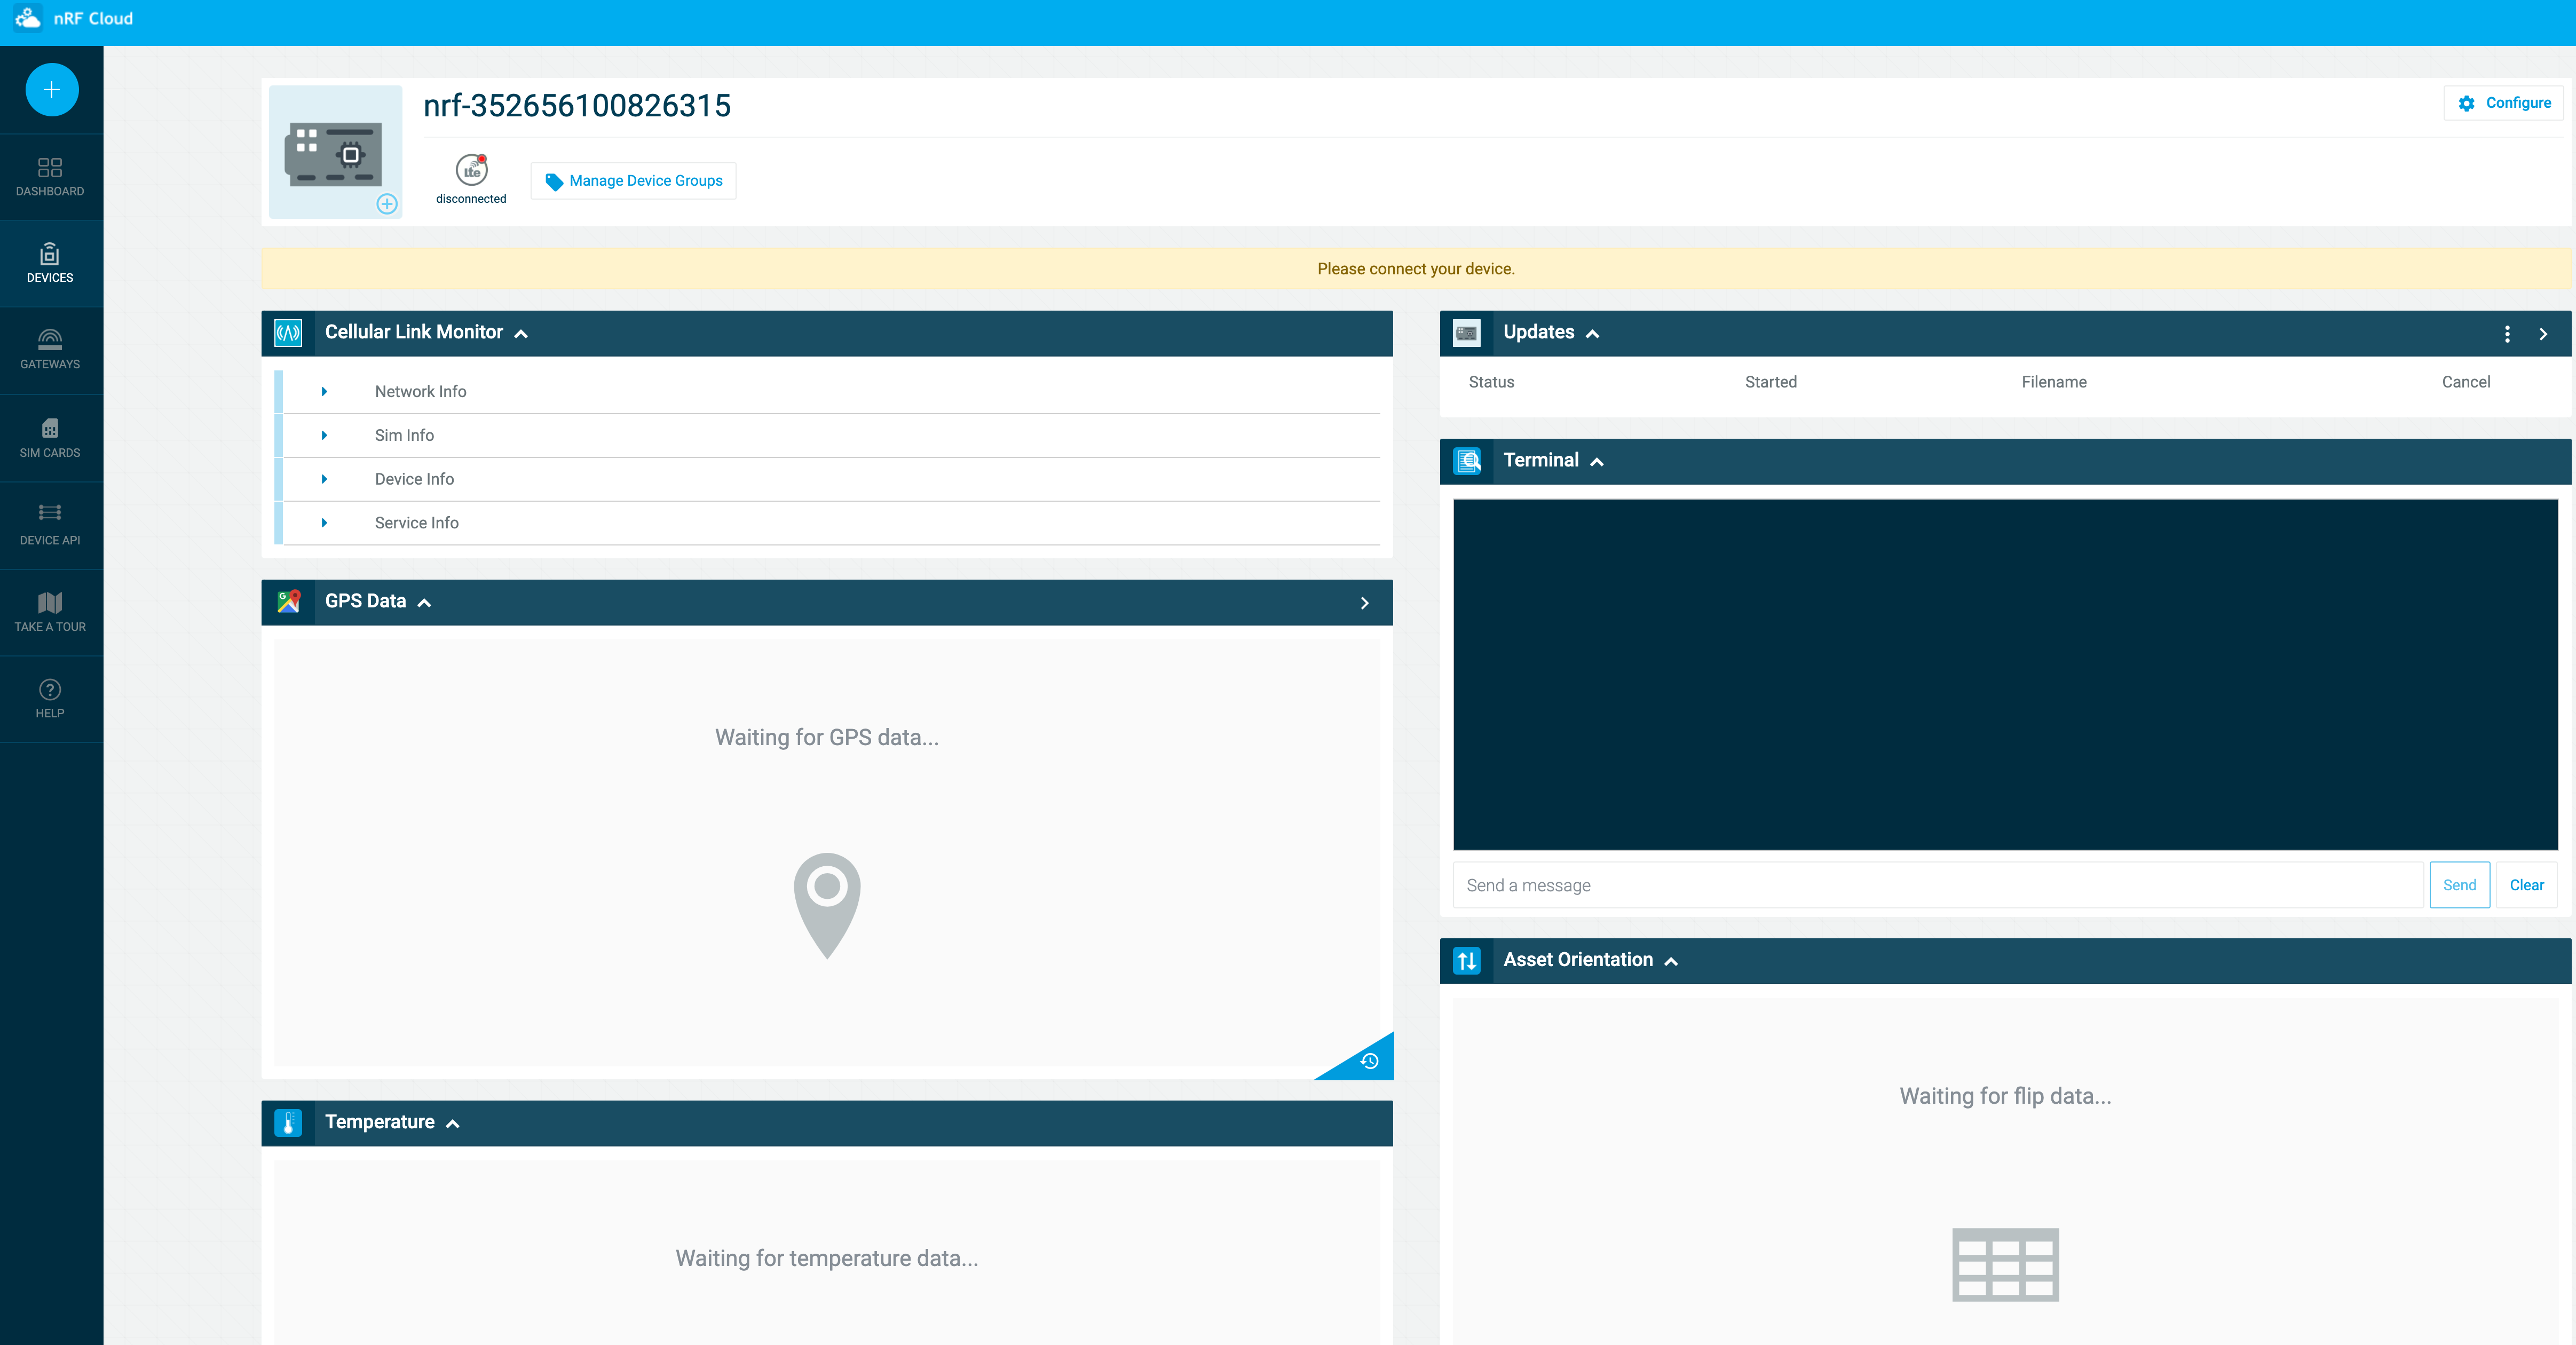 nRF Cloud
nrf-352656100826315
Configure
lte
disconnected
Manage Device Groups
Please connect your device.
DASHBOARD
DEVICES
GATEWAYS
SIM CARDS
DEVICE API
TAKE A TOUR
HELP
Cellular Link Monitor
Network Info
Sim Info
Device Info
Service Info
GPS Data
Waiting for GPS data...
Temperature
Waiting for temperature data...
Updates
Status Started Filename Cancel
Terminal
Send a message Send Clear
Asset Orientation
Waiting for flip data...